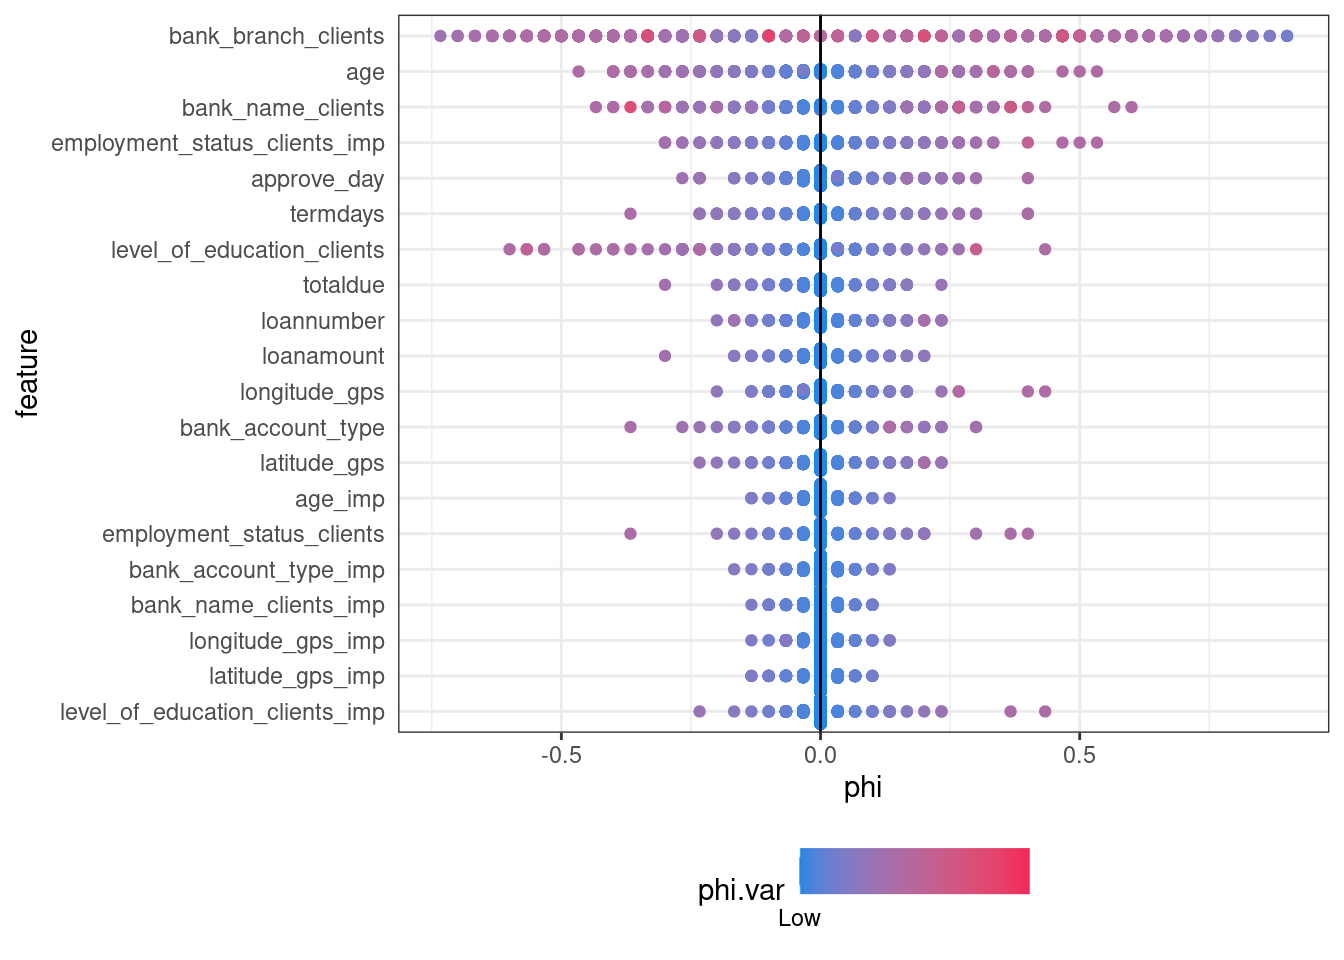 bank_branch_clients
age
bank_name_clients
employment_status_clients_imp
approve_day
termdays
level_of_education_clients
totaldue
loannumber
loanamount
longitude_gps
bank_account_type
latitude_gps
age_imp
employment_status_clients
bank_account_type_imp
bank_name_clients_imp
longitude_gps_imp
latitude_gps_imp
level_of_education_clients_imp
feature
-0.5 0.0 0.5
phi
phi.var
Low